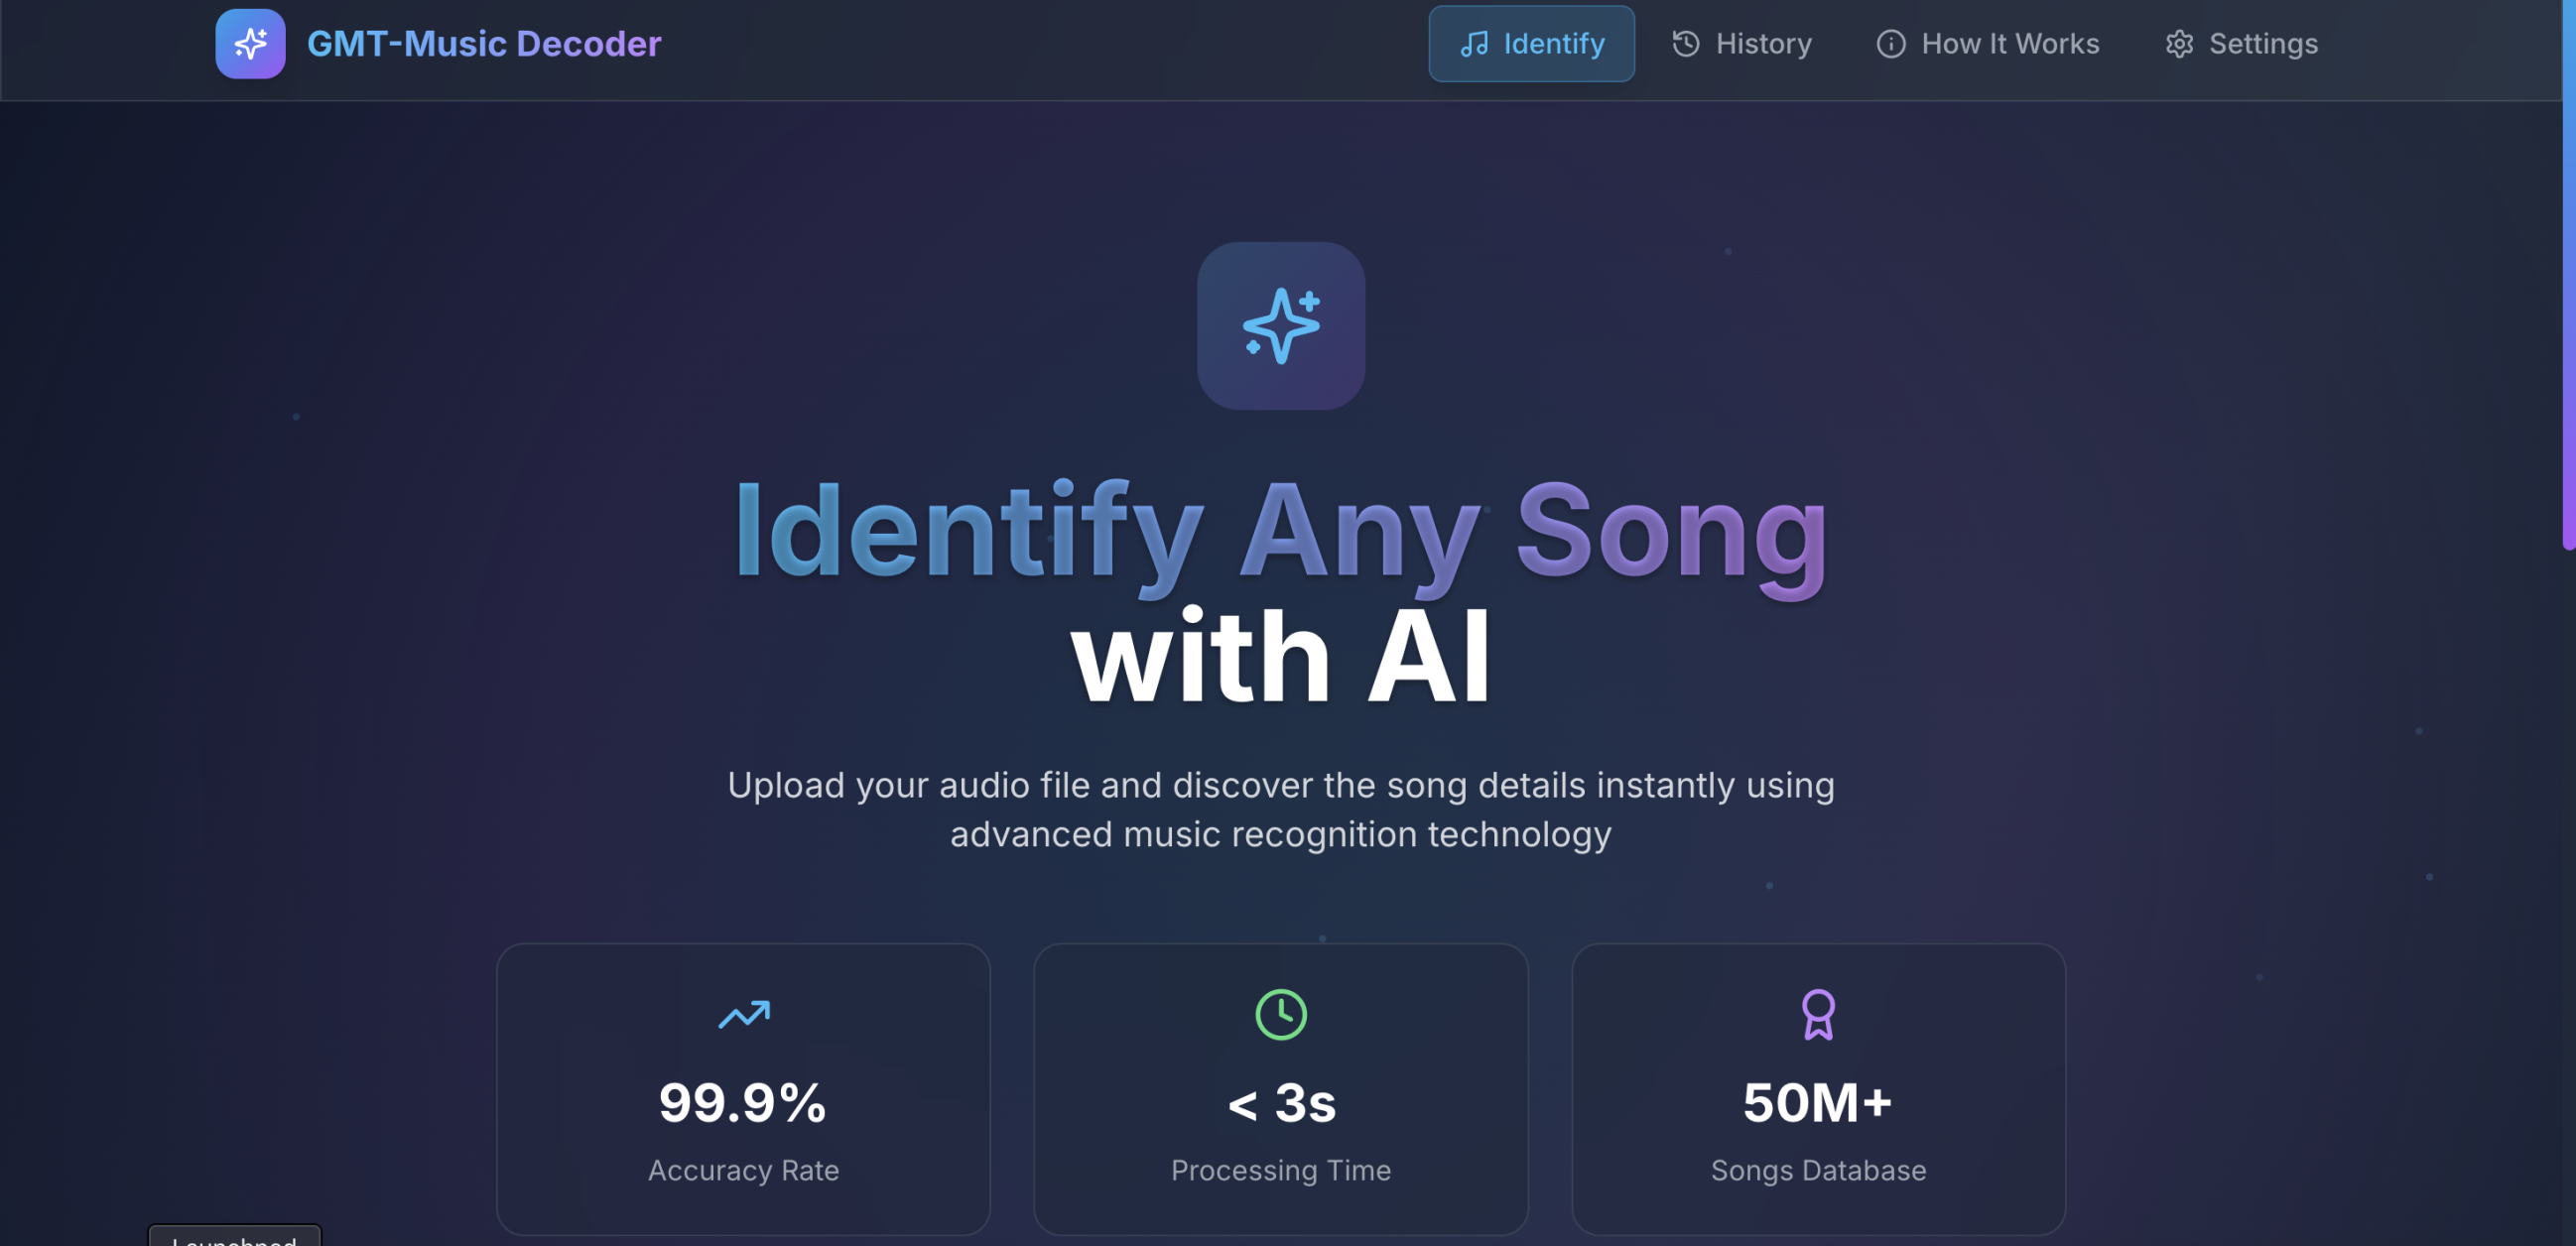 GMT-Music Decoder
Identify
History
How It Works
Settings
Identify Any Song
with AI
Upload your audio file and discover the song details instantly using
advanced music recognition technology
99.9%
Accuracy Rate
< 3s
Processing Time
50M+
Songs Database